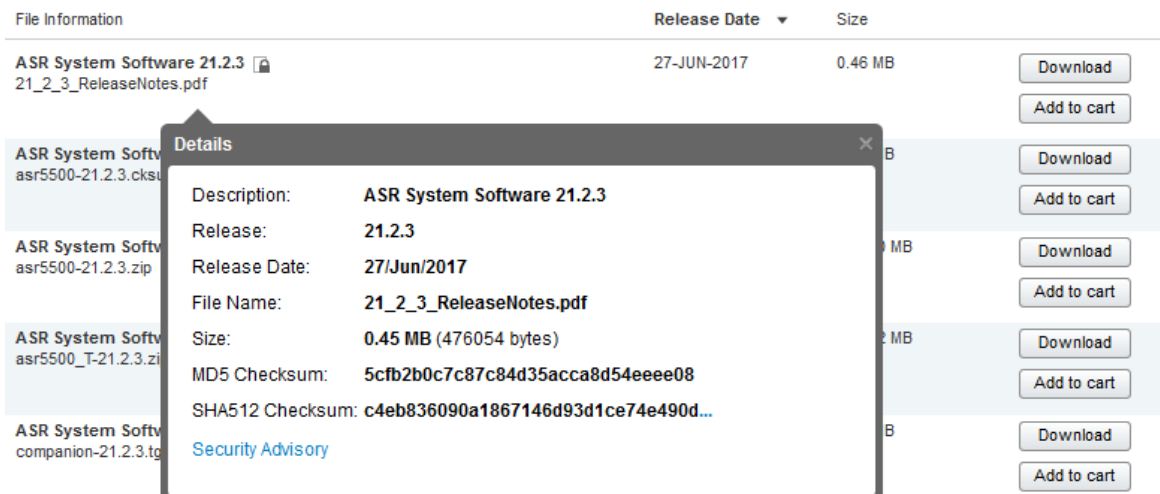 File Information Release Date Size
ASR System Software 21.2.3 27-JUN-2017 0.46 MB Download
21_2_3_ReleaseNotes.pdf
Add to cart
Details
Description: ASR System Software 21.2.3
Release: 21.2.3
Release Date: 27/Jun/2017
File Name: 21_2_3_ReleaseNotes.pdf
Size: 0.45 MB (476054 bytes)
MD5 Checksum: 5cfb2b0c7c87c84d35acca8d54eeee08
SHA512 Checksum: c4eb836090a1867146d93d1ce74e490d...
Security Advisory
ASR System Softw B Download
asr5500-21.2.3.cksu
Add to cart
ASR System Softw MB Download
asr5500-21.2.3.zip
Add to cart
ASR System Softw 2 MB Download
asr5500_T-21.2.3.zi
Add to cart
ASR System Softw B Download
companion-21.2.3.tg
Add to cart